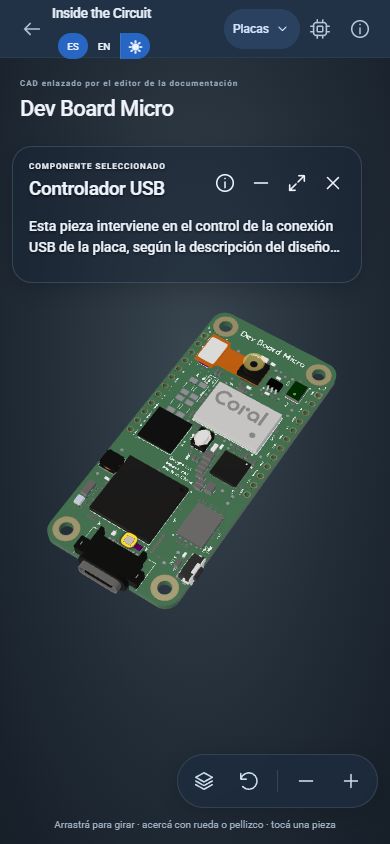 Inside the Circuit
ES EN
Placas
CAD enlazado por el editor de la documentación
Dev Board Micro
COMPONENTE SELECCIONADO
Controlador USB
Esta pieza interviene en el control de la conexión
USB de la placa, según la descripción del diseño...
Dev Board Micro
Coral
Arrastrá para girar · acercá con rueda o pellizco · tocá una pieza